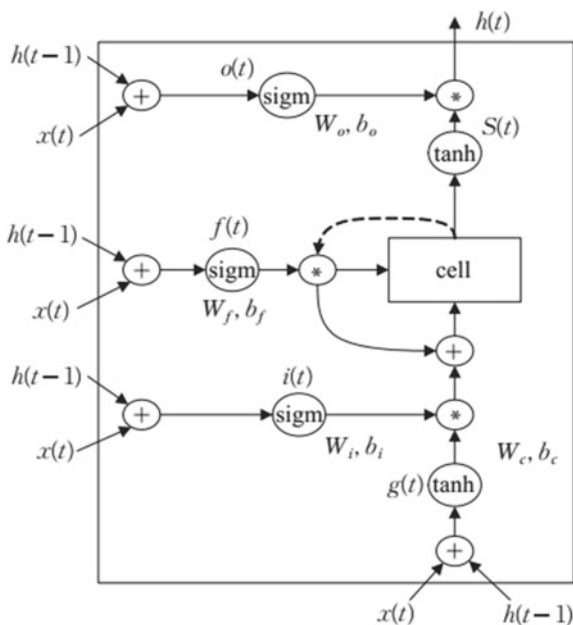 h(t)
h(t−1)
o(t)
+
sigm
*
x(t)
W_o, b_o
S(t)
tanh
h(t−1)
f(t)
+
sigm
*
cell
x(t)
W_f, b_f
+
h(t−1)
i(t)
+
sigm
*
x(t)
W_i, b_i
W_c, b_c
g(t)
tanh
+
x(t)
h(t−1)